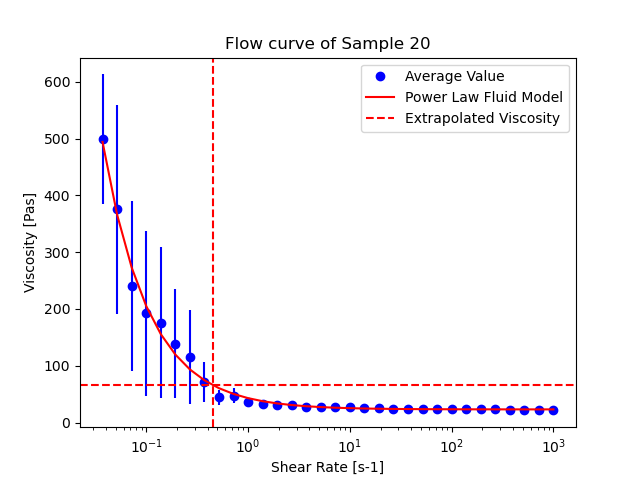 Flow curve of Sample 20
Average Value
Power Law Fluid Model
Extrapolated Viscosity
Viscosity [Pas]
600
500
400
300
200
100
0
10⁻¹ 10⁰ 10¹ 10² 10³
Shear Rate [s-1]